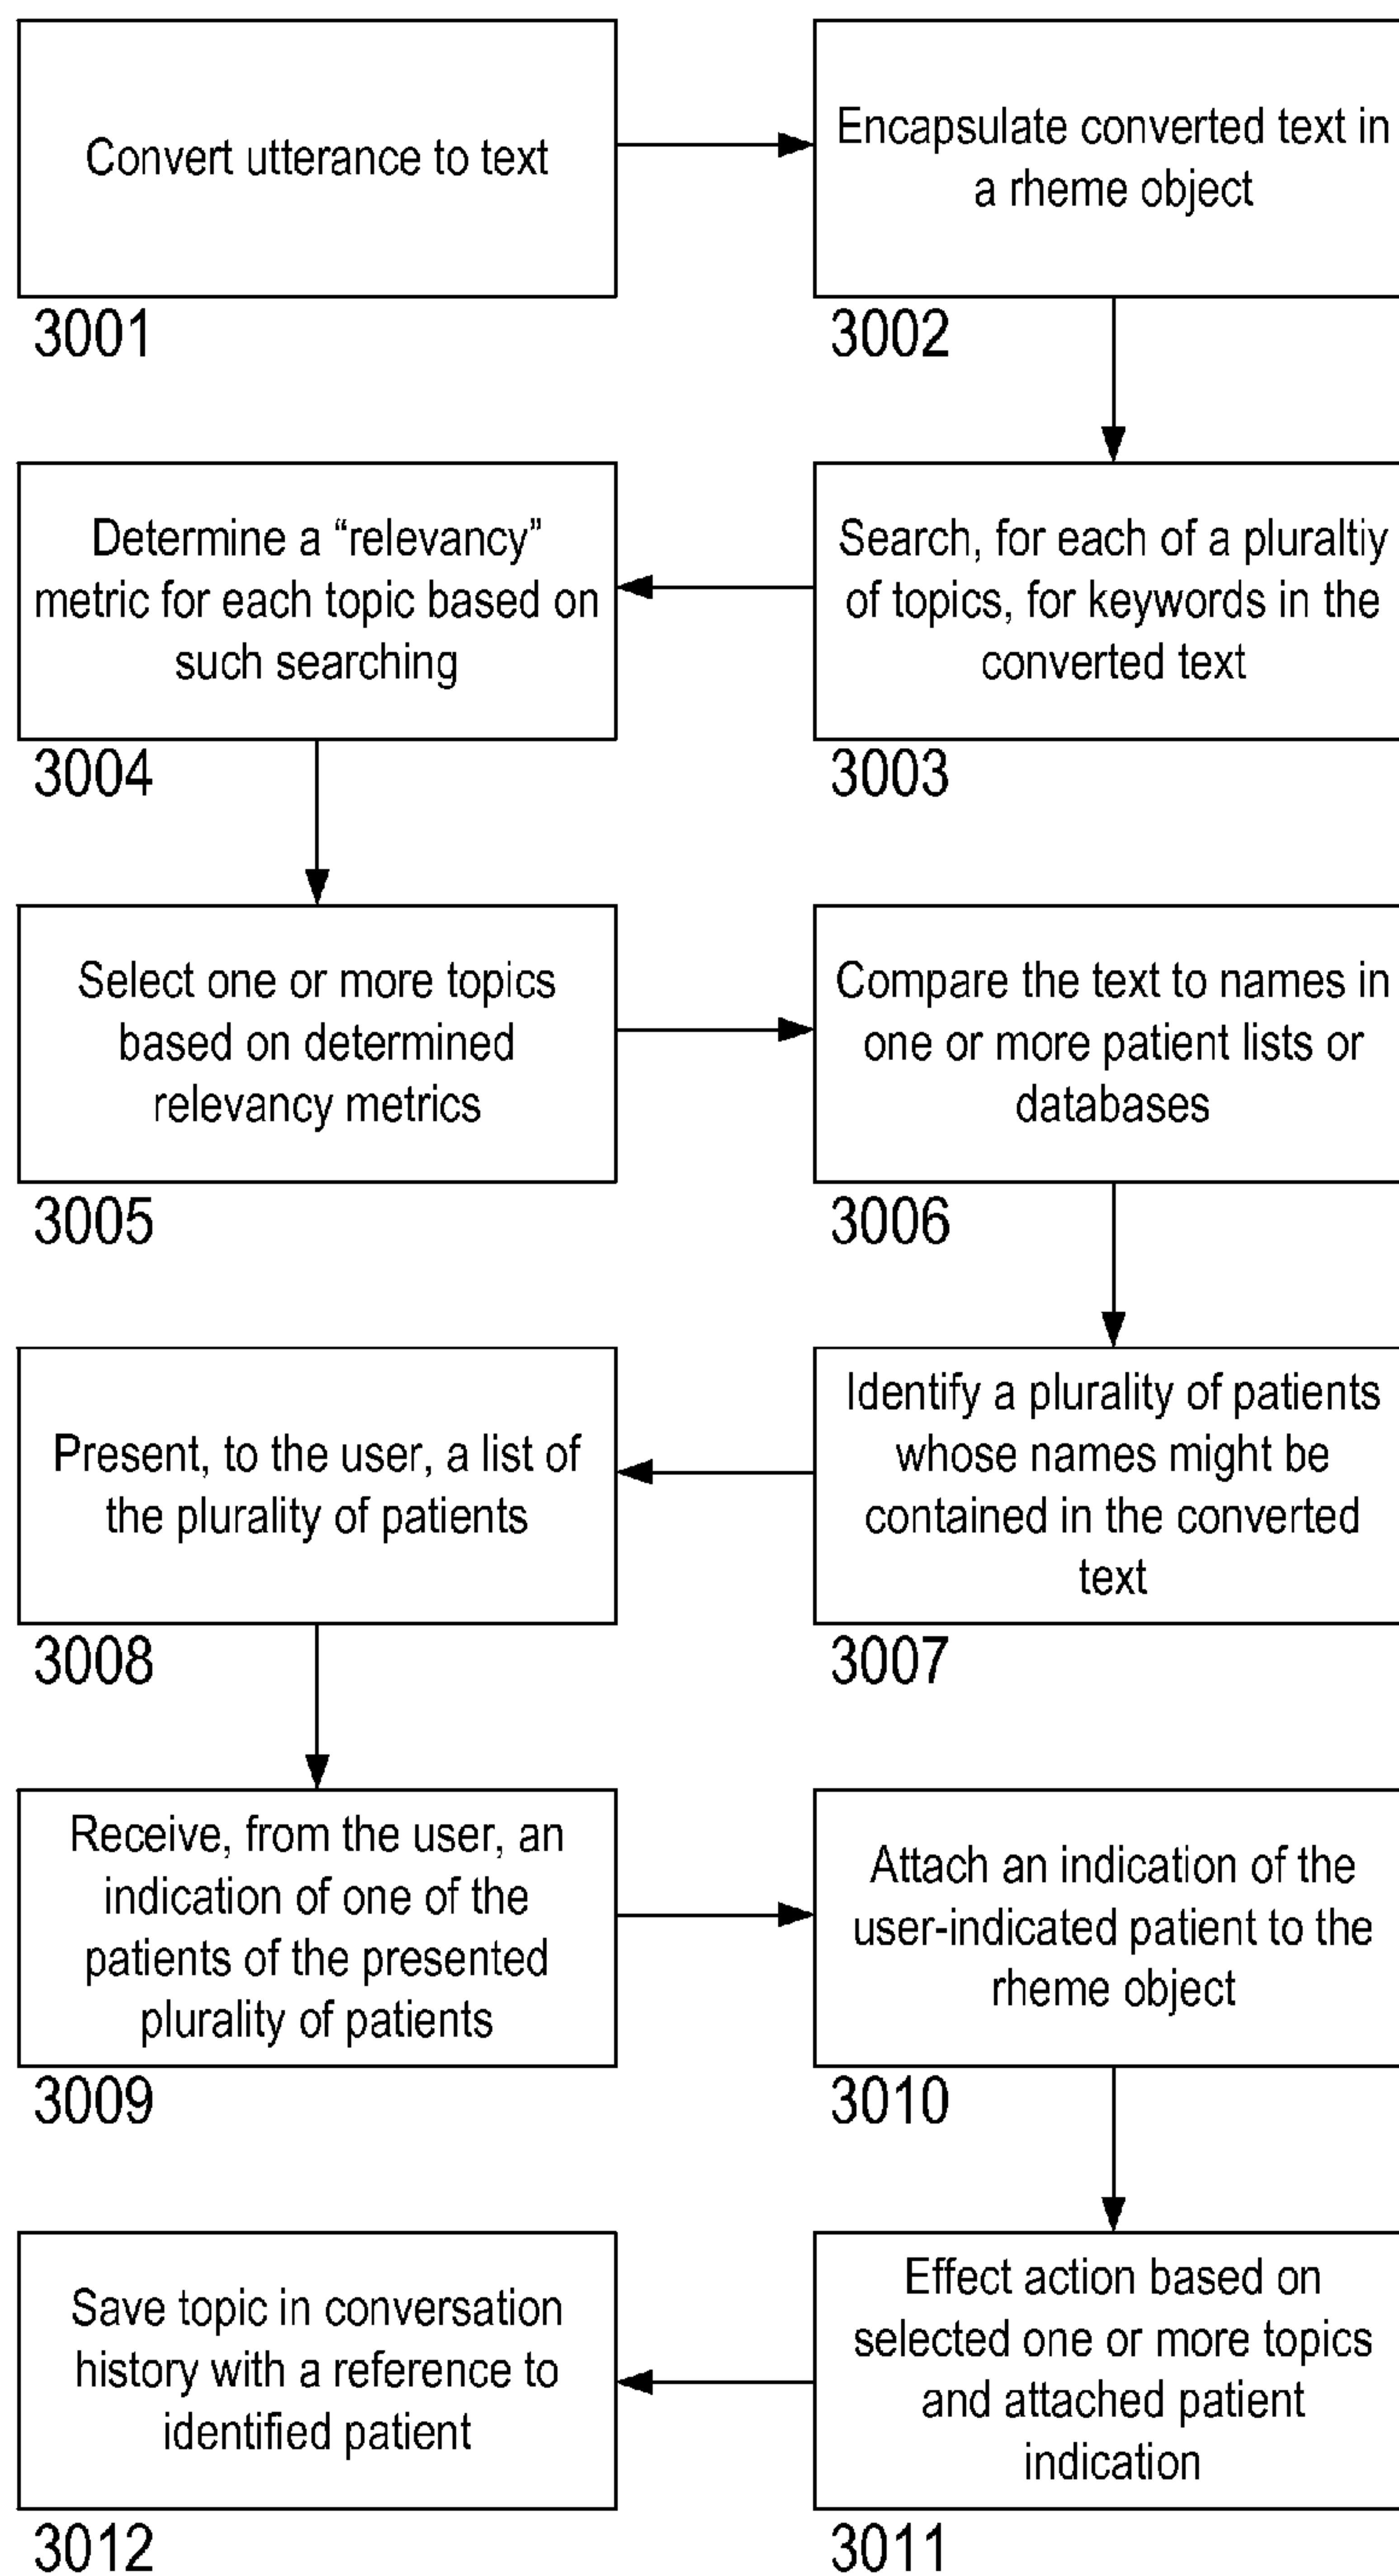 Convert utterance to text
3001
Encapsulate converted text in
a rheme object
3002
Search, for each of a pluraltiy
of topics, for keywords in the
converted text
3003
Determine a “relevancy”
metric for each topic based on
such searching
3004
Select one or more topics
based on determined
relevancy metrics
3005
Compare the text to names in
one or more patient lists or
databases
3006
Identify a plurality of patients
whose names might be
contained in the converted
text
3007
Present, to the user, a list of
the plurality of patients
3008
Receive, from the user, an
indication of one of the
patients of the presented
plurality of patients
3009
Attach an indication of the
user-indicated patient to the
rheme object
3010
Effect action based on
selected one or more topics
and attached patient
indication
3011
Save topic in conversation
history with a reference to
identified patient
3012